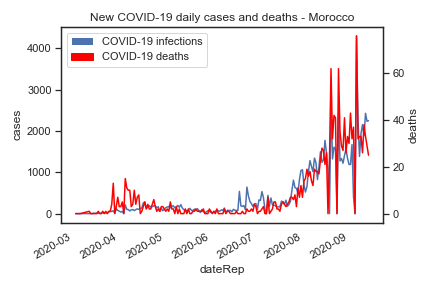 New COVID-19 daily cases and deaths - Morocco
COVID-19 infections
COVID-19 deaths
4000
3000
2000
1000
0
cases
60
40
20
0
deaths
2020-03
2020-04
2020-05
2020-06
2020-07
2020-08
2020-09
dateRep